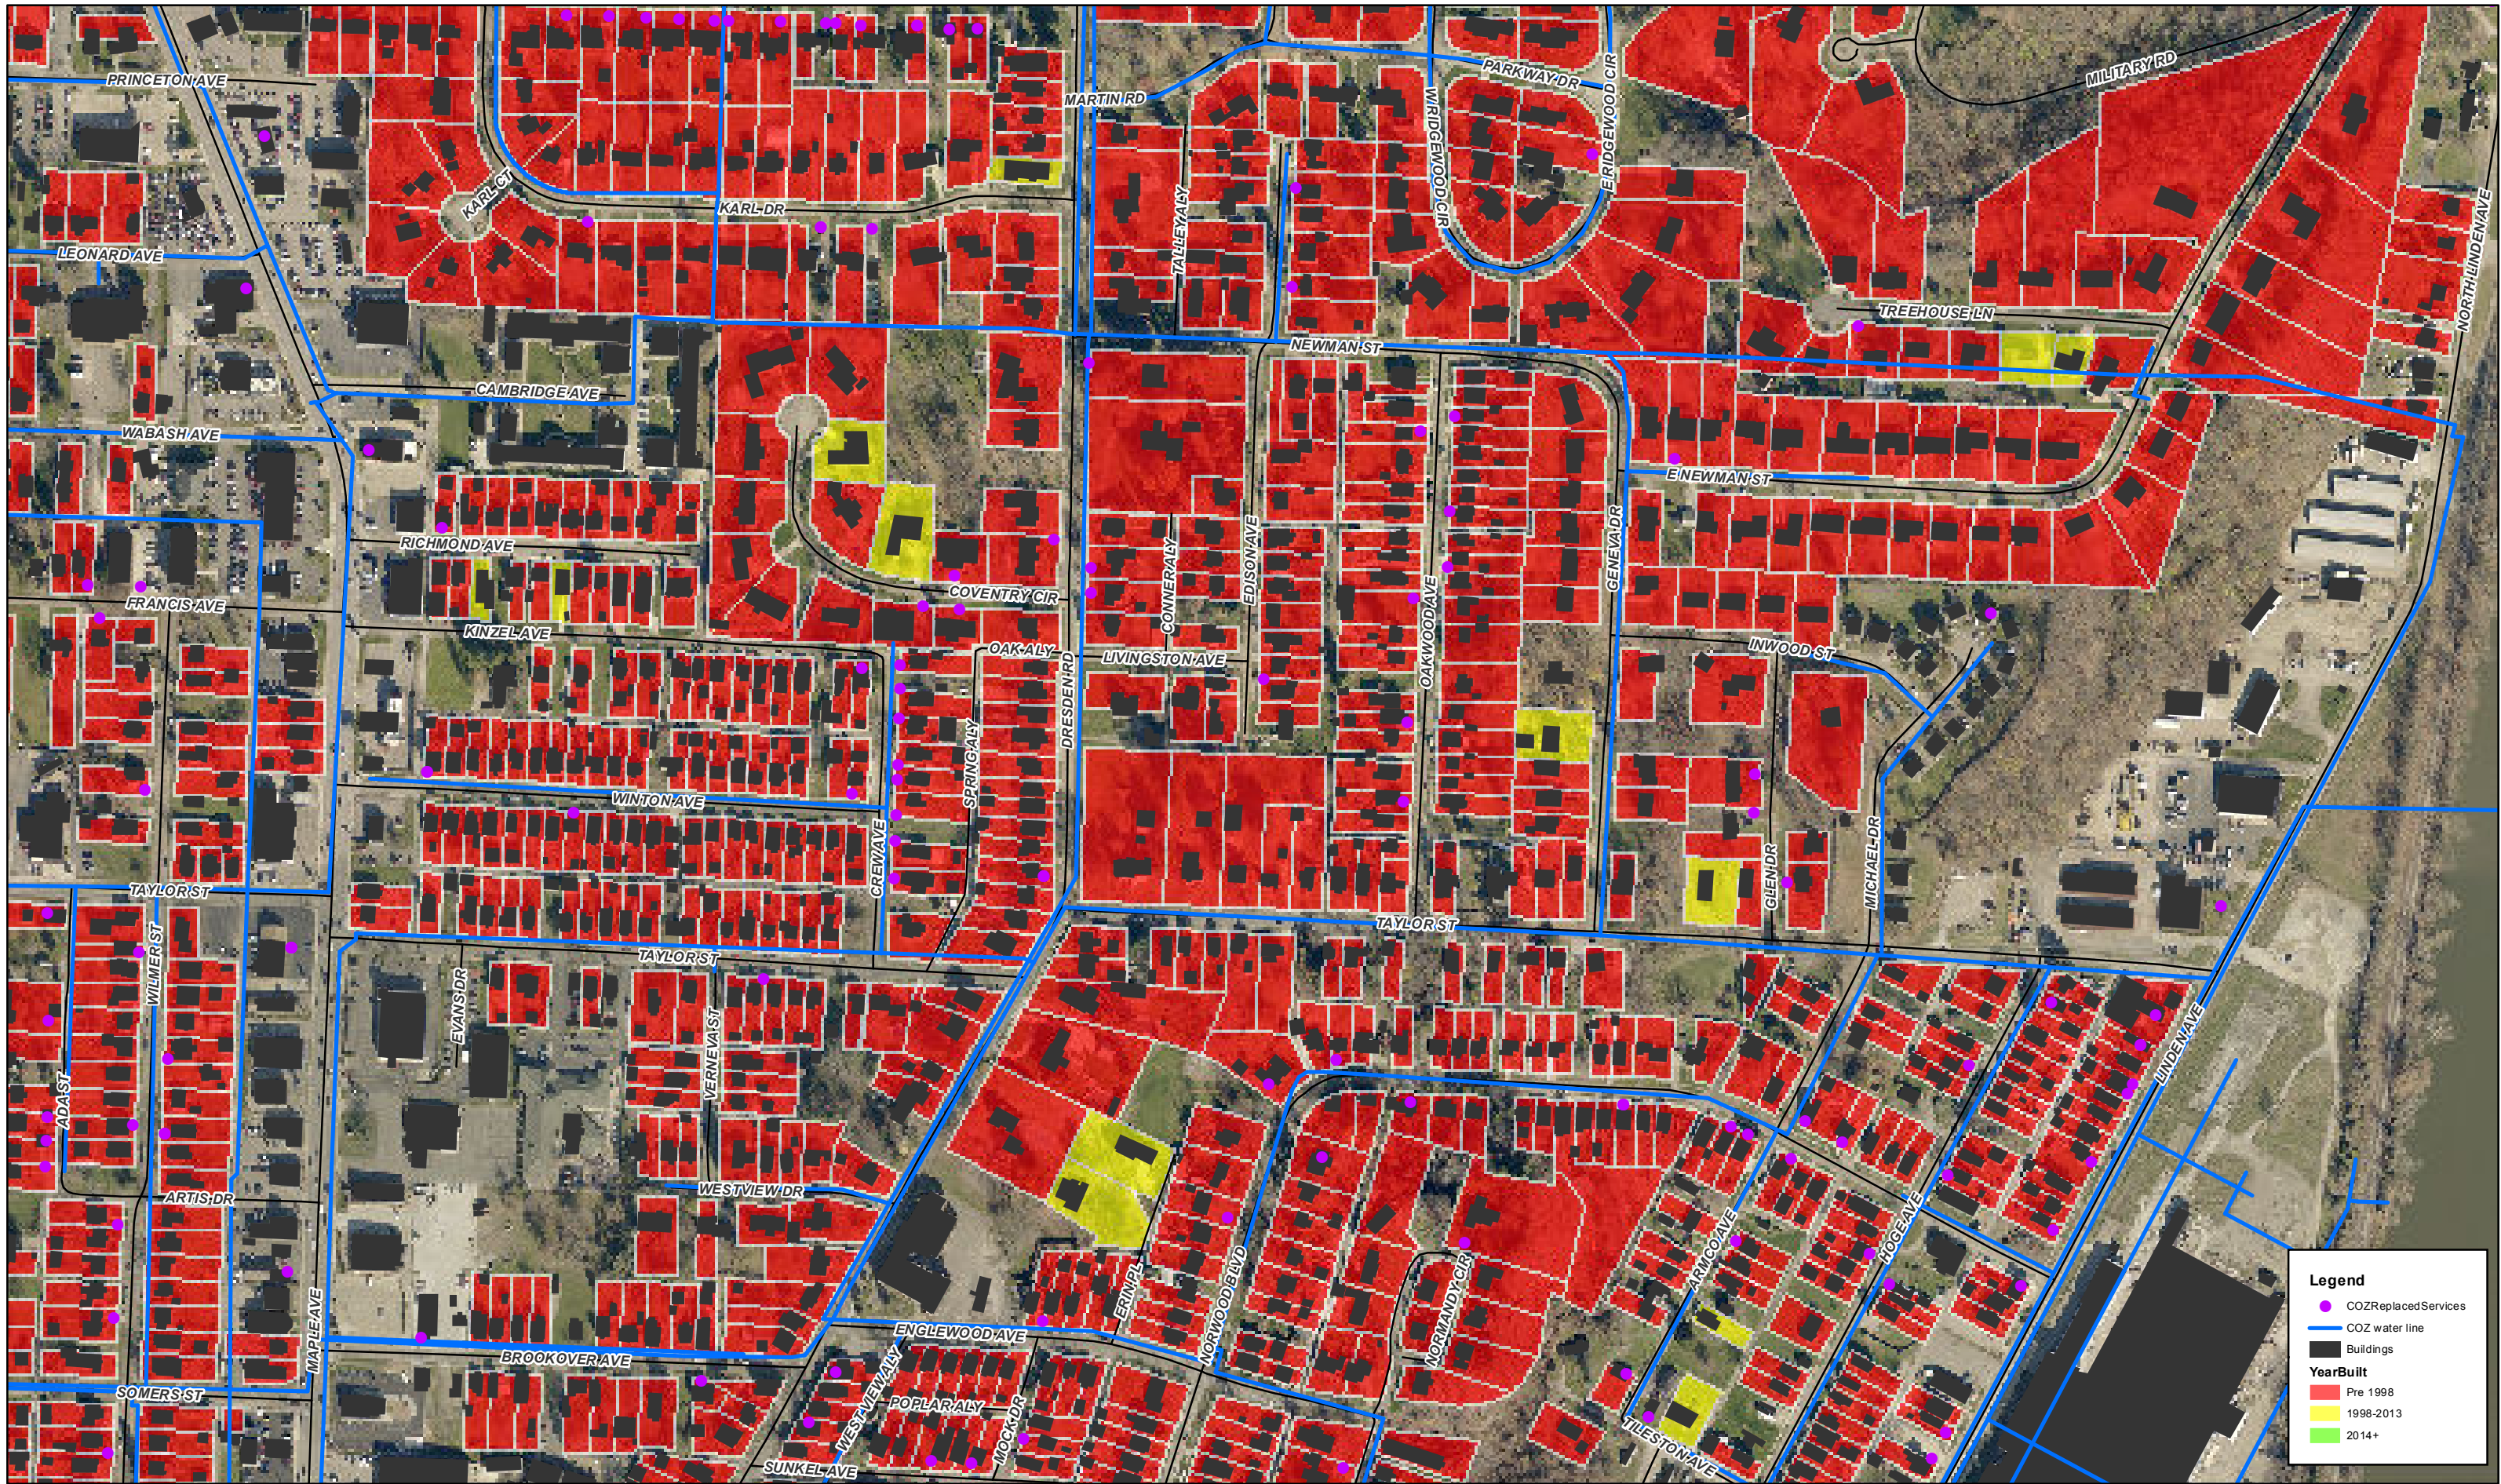 PRINCETON AVE
MARTIN RD
PARKWAY DR
MILITARY RD
W RIDGEWOOD CIR
E RIDGEWOOD CIR
KARL CT
KARL DR
TALLEY ALY
LEONARD AVE
NORTH LINDEN AVE
TREEHOUSE LN
NEWMAN ST
CAMBRIDGE AVE
WABASH AVE
E NEWMAN ST
RICHMOND AVE
CONNER ALY
EDISON AVE
GENEVA DR
OAKWOOD AVE
COVENTRY CIR
FRANCIS AVE
KINZEL AVE
OAK ALY
LIVINGSTON AVE
INWOOD ST
DRESDEN RD
SPRING ALY
WINTON AVE
CREW AVE
GLEN DR
MICHAEL DR
TAYLOR ST
TAYLOR ST
TAYLOR ST
WILMER ST
EVANS DR
VERNEVA ST
LINDEN AVE
ADA ST
WESTVIEW DR
ARTIS DR
ARMCO AVE
HOGE AVE
ERIN PL
NORWOOD BLVD
NORMANDY CIR
MAPLE AVE
ENGLEWOOD AVE
BROOKOVER AVE
SOMERS ST
WESTVIEW ALY
POPLAR ALY
MOCK DR
TILESTON AVE
SUNKEL AVE
Legend
COZReplacedServices
COZ water line
Buildings
YearBuilt
Pre 1998
1998-2013
2014+